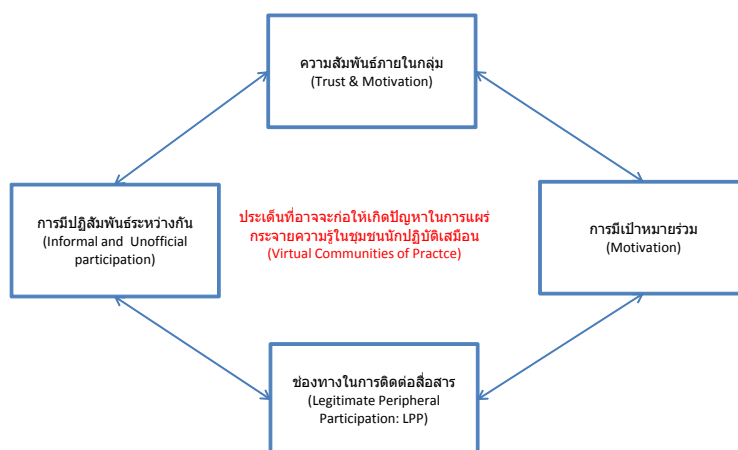 ความสัมพันธ์ภายในกลุ่ม
(Trust & Motivation)
การมีปฏิสัมพันธ์ระหว่างกัน
(Informal and Unofficial
participation)
ประเด็นที่อาจจะก่อให้เกิดปัญหาในการแผร่
กระจายความรู้ในชุมชนนักปฏิบัติเสมือน
(Virtual Communities of Practce)
การมีเป้าหมายร่วม
(Motivation)
ช่องทางในการติดต่อสื่อสาร
(Legitimate Peripheral
Participation: LPP)